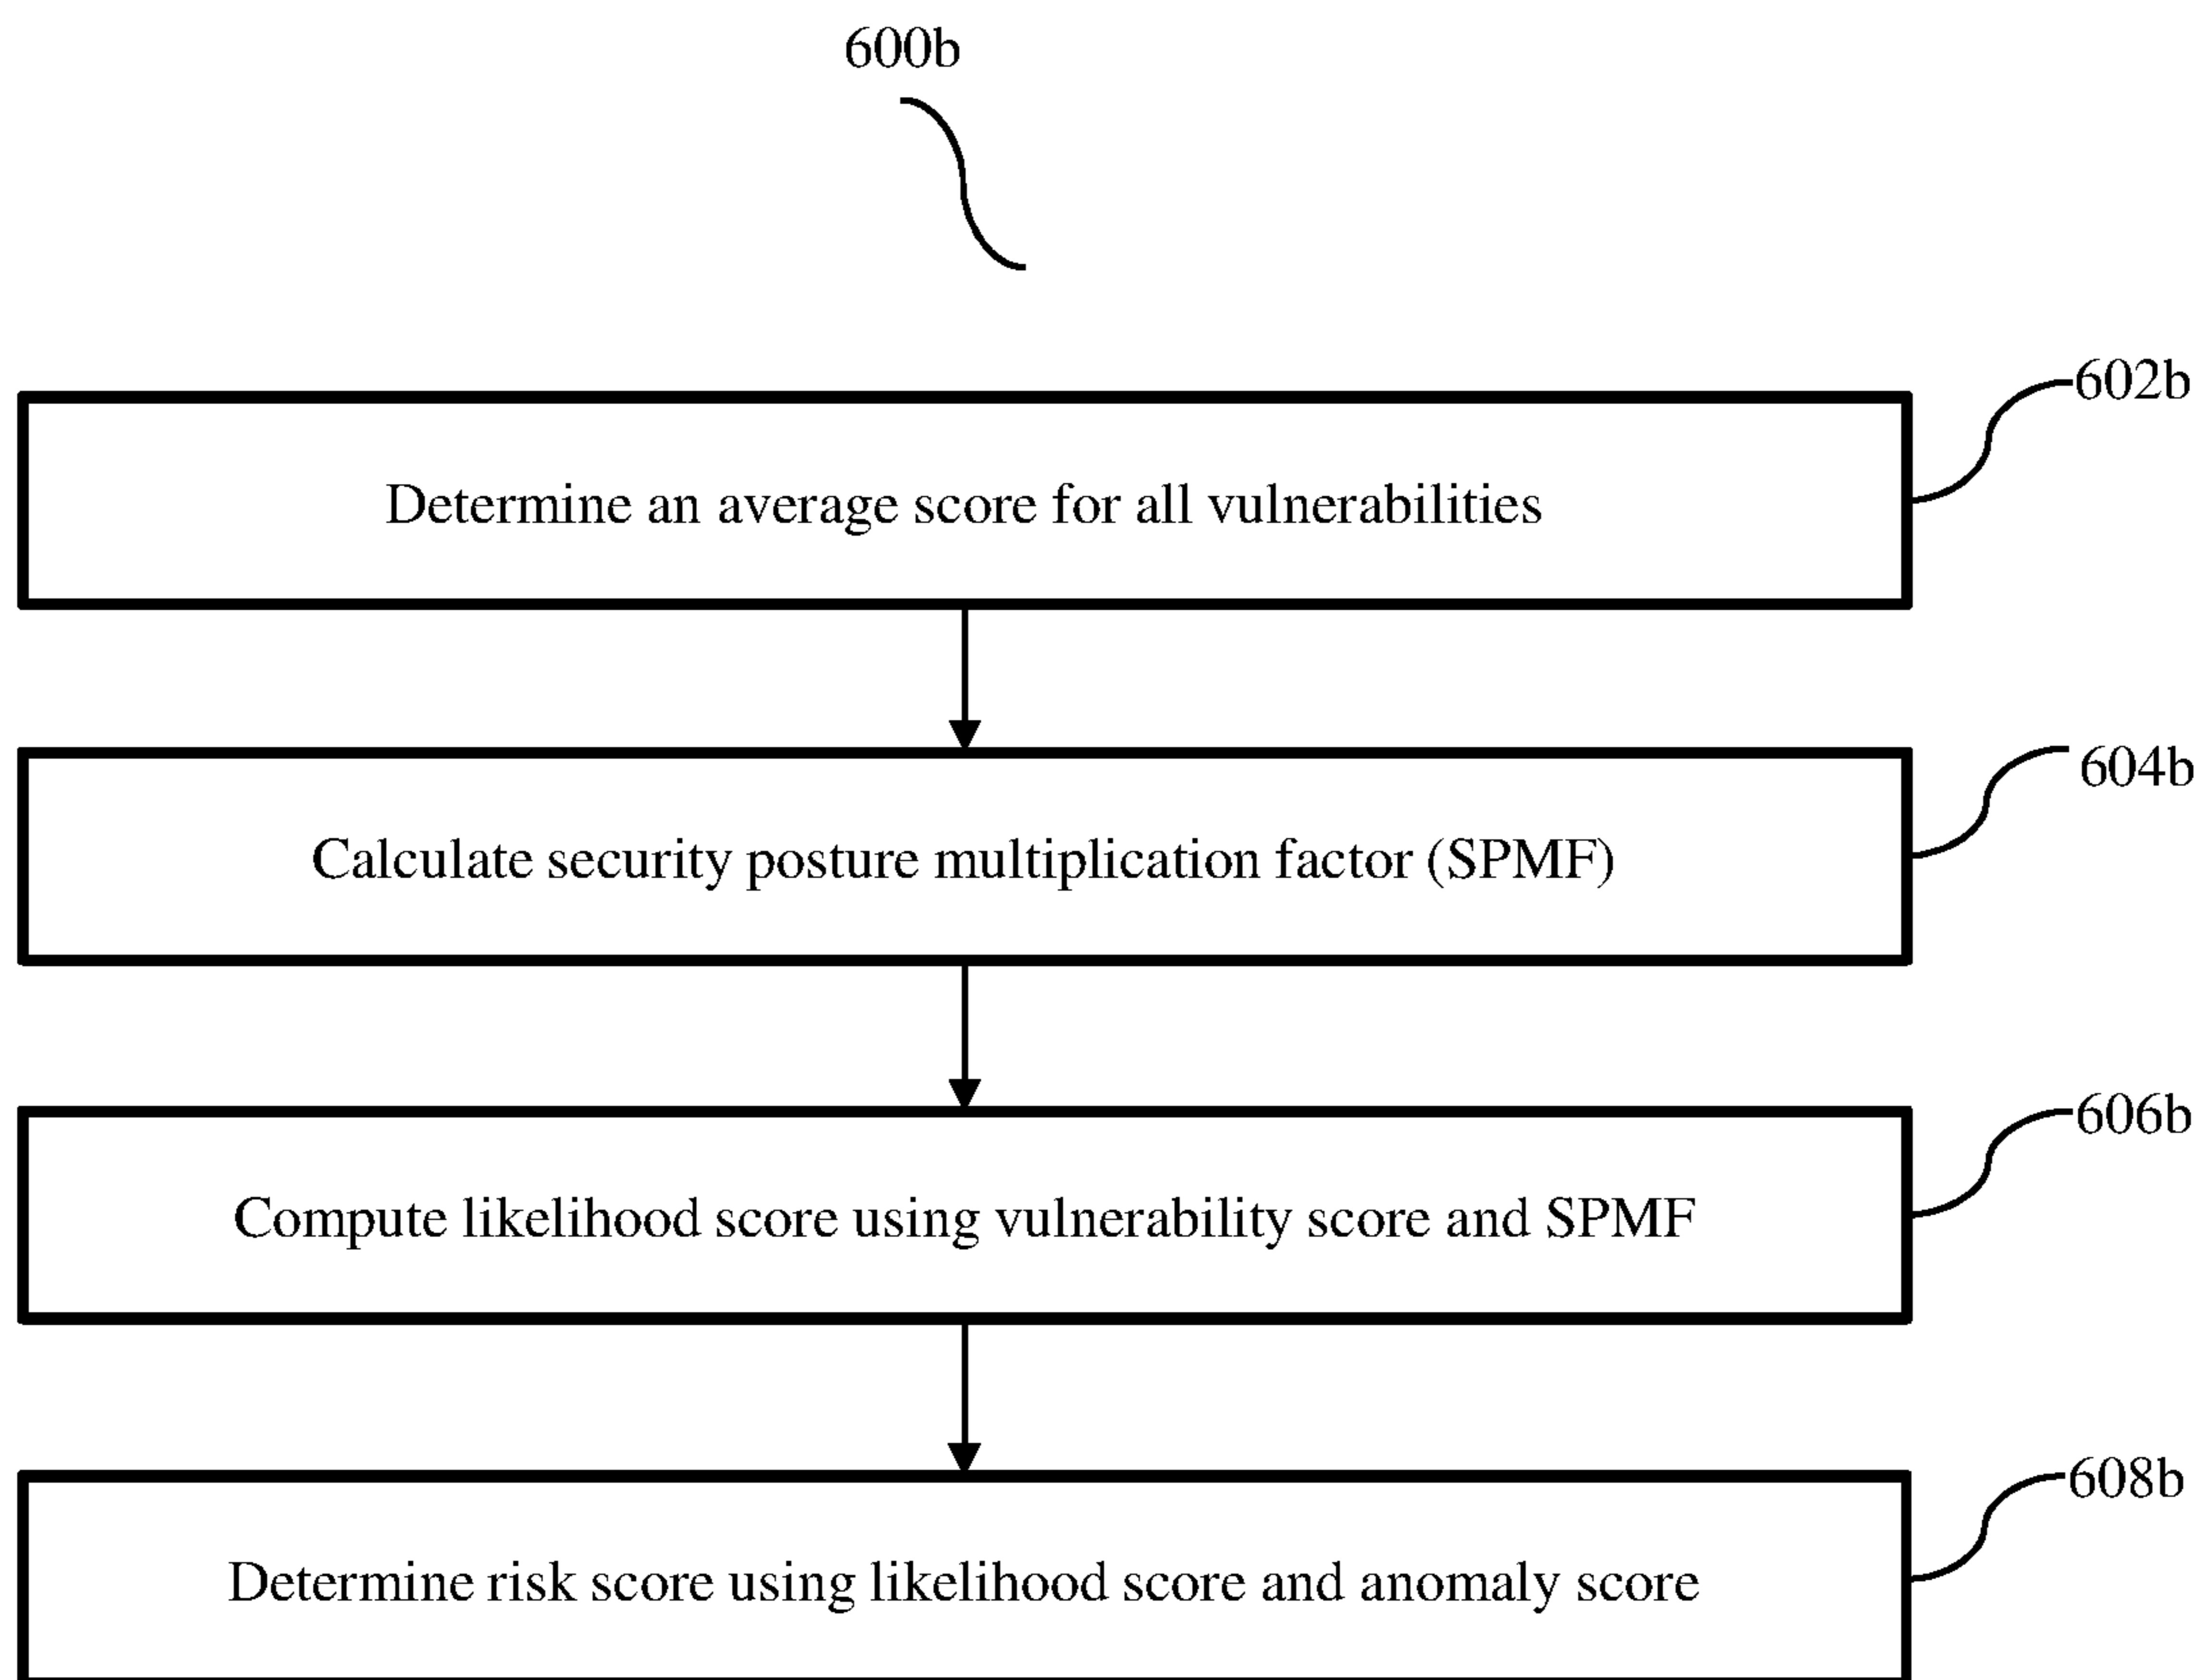 600b
602b
Determine an average score for all vulnerabilities
604b
Calculate security posture multiplication factor (SPMF)
606b
Compute likelihood score using vulnerability score and SPMF
608b
Determine risk score using likelihood score and anomaly score